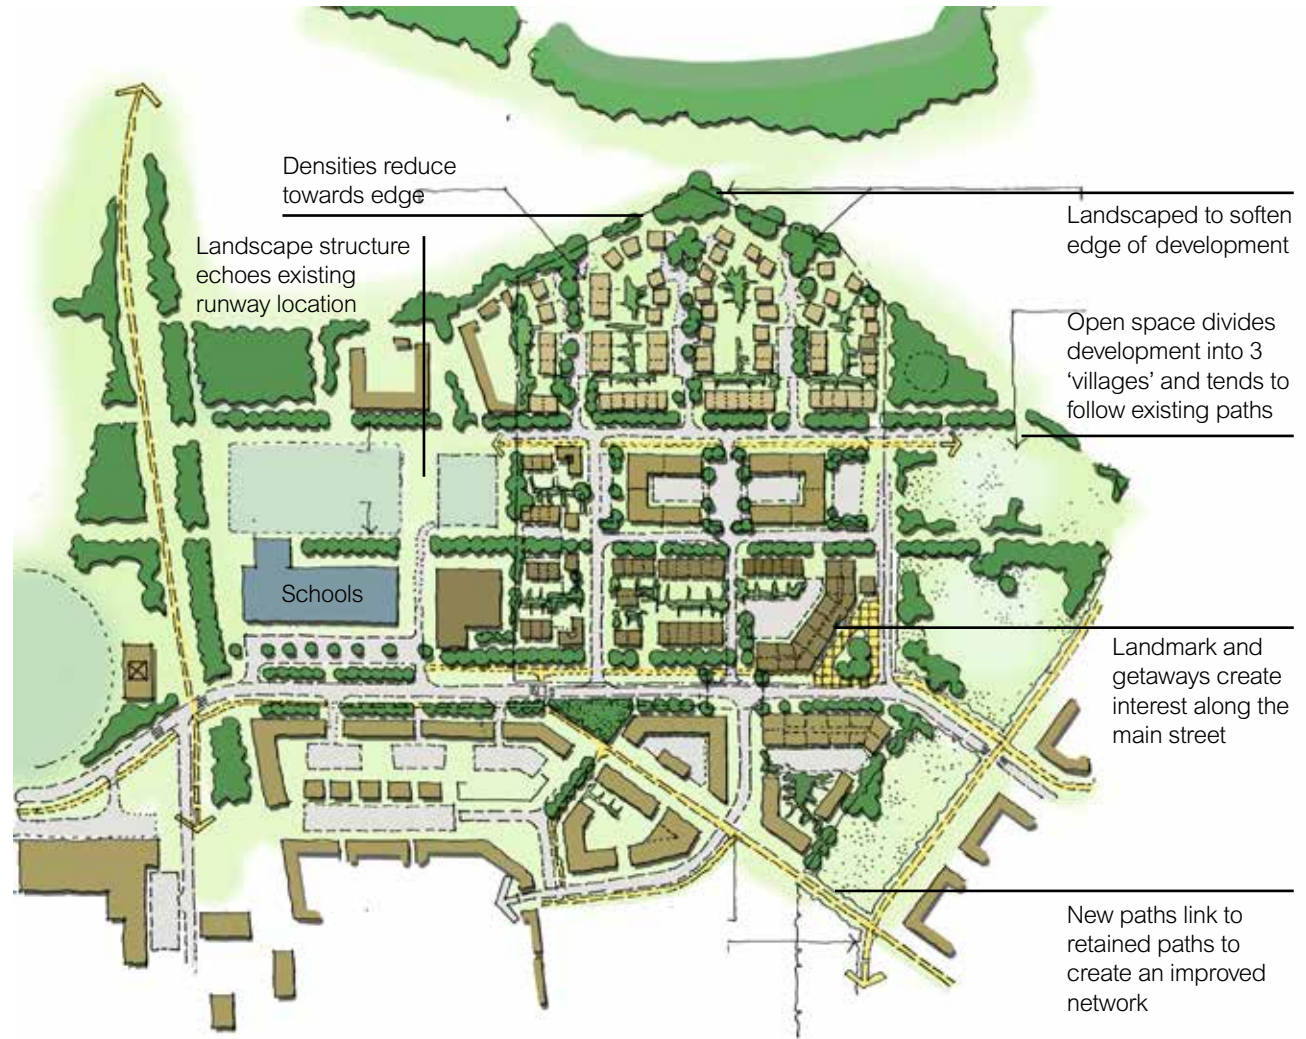 Densities reduce
towards edge
Landscape structure
echoes existing
runway location
Landscaped to soften
edge of development
Open space divides
development into 3
‘villages’ and tends to
follow existing paths
Schools
Landmark and
getaways create
interest along the
main street
New paths link to
retained paths to
create an improved
network